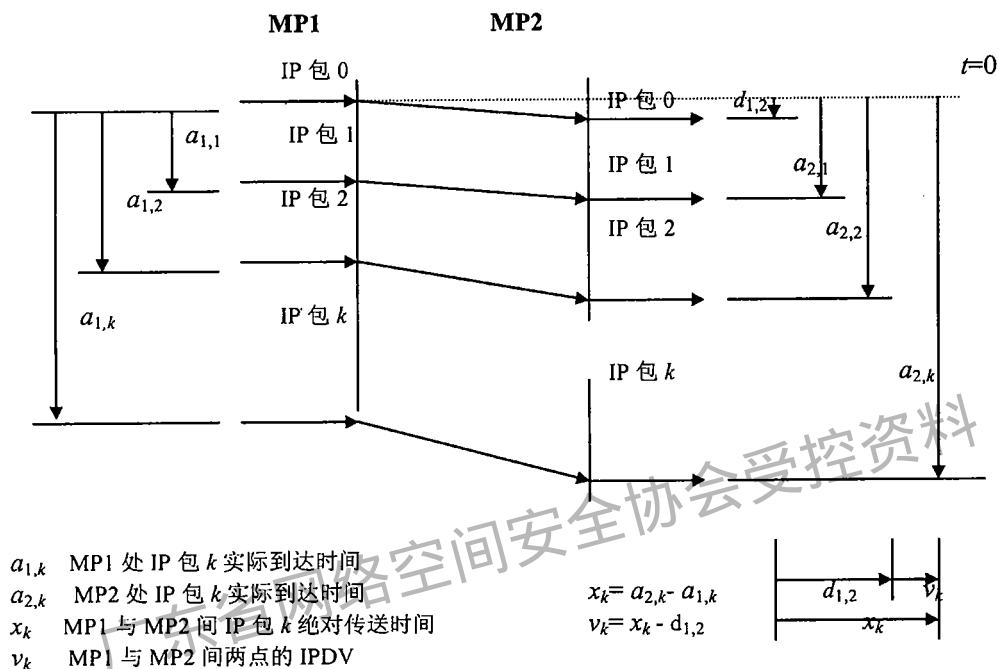 MP1 MP2
IP 包 0
t=0
IP 包 0 d1,2
a1,1 IP 包 1
IP 包 1 a2,1
a1,2 IP 包 2
IP 包 2 a2,2
a1,k IP 包 k
IP 包 k a2,k
a1,k MP1 处 IP 包 k 实际到达时间
a2,k MP2 处 IP 包 k 实际到达时间
xk MP1 与 MP2 间 IP 包 k 绝对传送时间
vk MP1 与 MP2 间两点的 IPDV
xk= a2,k- a1,k
vk= xk - d1,2
d1,2 vk
xk
广东省网络空间安全协会受控资料